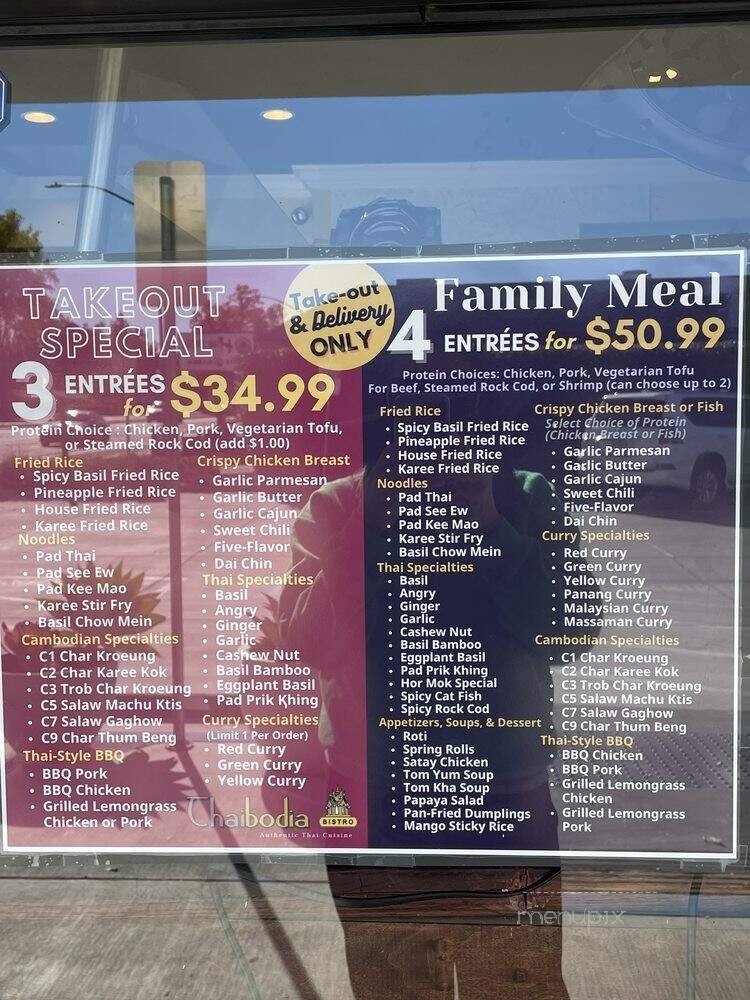 TAKEOUT
SPECIAL
3 ENTRÉES
for $34.99
Protein Choice : Chicken, Pork, Vegetarian Tofu,
or Steamed Rock Cod (add $1.00)
Fried Rice
• Spicy Basil Fried Rice
• Pineapple Fried Rice
• House Fried Rice
• Karee Fried Rice
Noodles
• Pad Thai
• Pad See Ew
• Pad Kee Mao
• Karee Stir Fry
• Basil Chow Mein
Cambodian Specialties
• C1 Char Kroeung
• C2 Char Karee Kok
• C3 Trob Char Kroeung
• C5 Salaw Machu Ktis
• C7 Salaw Gaghow
• C9 Char Thum Beng
Thai-Style BBQ
• BBQ Pork
• BBQ Chicken
• Grilled Lemongrass
Chicken or Pork
Crispy Chicken Breast
• Garlic Parmesan
• Garlic Butter
• Garlic Cajun
• Sweet Chili
• Five-Flavor
• Dai Chin
Thai Specialties
• Basil
• Angry
• Ginger
• Garlic
• Cashew Nut
• Basil Bamboo
• Eggplant Basil
• Pad Prik Khing
Curry Specialties
(Limit 1 Per Order)
• Red Curry
• Green Curry
• Yellow Curry
Thaibodia
BISTRO
Authentic Thai Cuisine
Take-out
& Delivery
ONLY
Family Meal
4 ENTRÉES for $50.99
Protein Choices: Chicken, Pork, Vegetarian Tofu
For Beef, Steamed Rock Cod, or Shrimp (can choose up to 2)
Fried Rice
• Spicy Basil Fried Rice
• Pineapple Fried Rice
• House Fried Rice
• Karee Fried Rice
Noodles
• Pad Thai
• Pad See Ew
• Pad Kee Mao
• Karee Stir Fry
• Basil Chow Mein
Thai Specialties
• Basil
• Angry
• Ginger
• Garlic
• Cashew Nut
• Basil Bamboo
• Eggplant Basil
• Pad Prik Khing
• Hor Mok Special
• Spicy Cat Fish
• Spicy Rock Cod
Appetizers, Soups, & Dessert
• Roti
• Spring Rolls
• Satay Chicken
• Tom Yum Soup
• Tom Kha Soup
• Papaya Salad
• Pan-Fried Dumplings
• Mango Sticky Rice
Crispy Chicken Breast or Fish
Select Choice of Protein
(Chicken Breast or Fish)
• Garlic Parmesan
• Garlic Butter
• Garlic Cajun
• Sweet Chili
• Five-Flavor
• Dai Chin
Curry Specialties
• Red Curry
• Green Curry
• Yellow Curry
• Panang Curry
• Malaysian Curry
• Massaman Curry
Cambodian Specialties
• C1 Char Kroeung
• C2 Char Karee Kok
• C3 Trob Char Kroeung
• C5 Salaw Machu Ktis
• C7 Salaw Gaghow
• C9 Char Thum Beng
Thai-Style BBQ
• BBQ Chicken
• BBQ Pork
• Grilled Lemongrass
Chicken
• Grilled Lemongrass
Pork
menupix